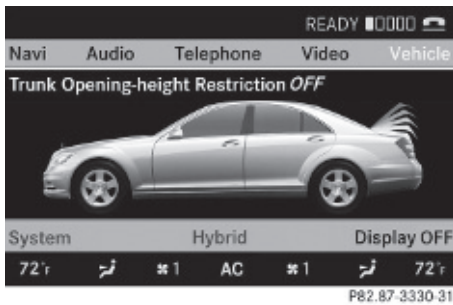 READY
Navi Audio Telephone Video Vehicle
Trunk Opening-height Restriction OFF
System Hybrid Display OFF
72°F 1 AC 1 72°F
P82.87-3330-31